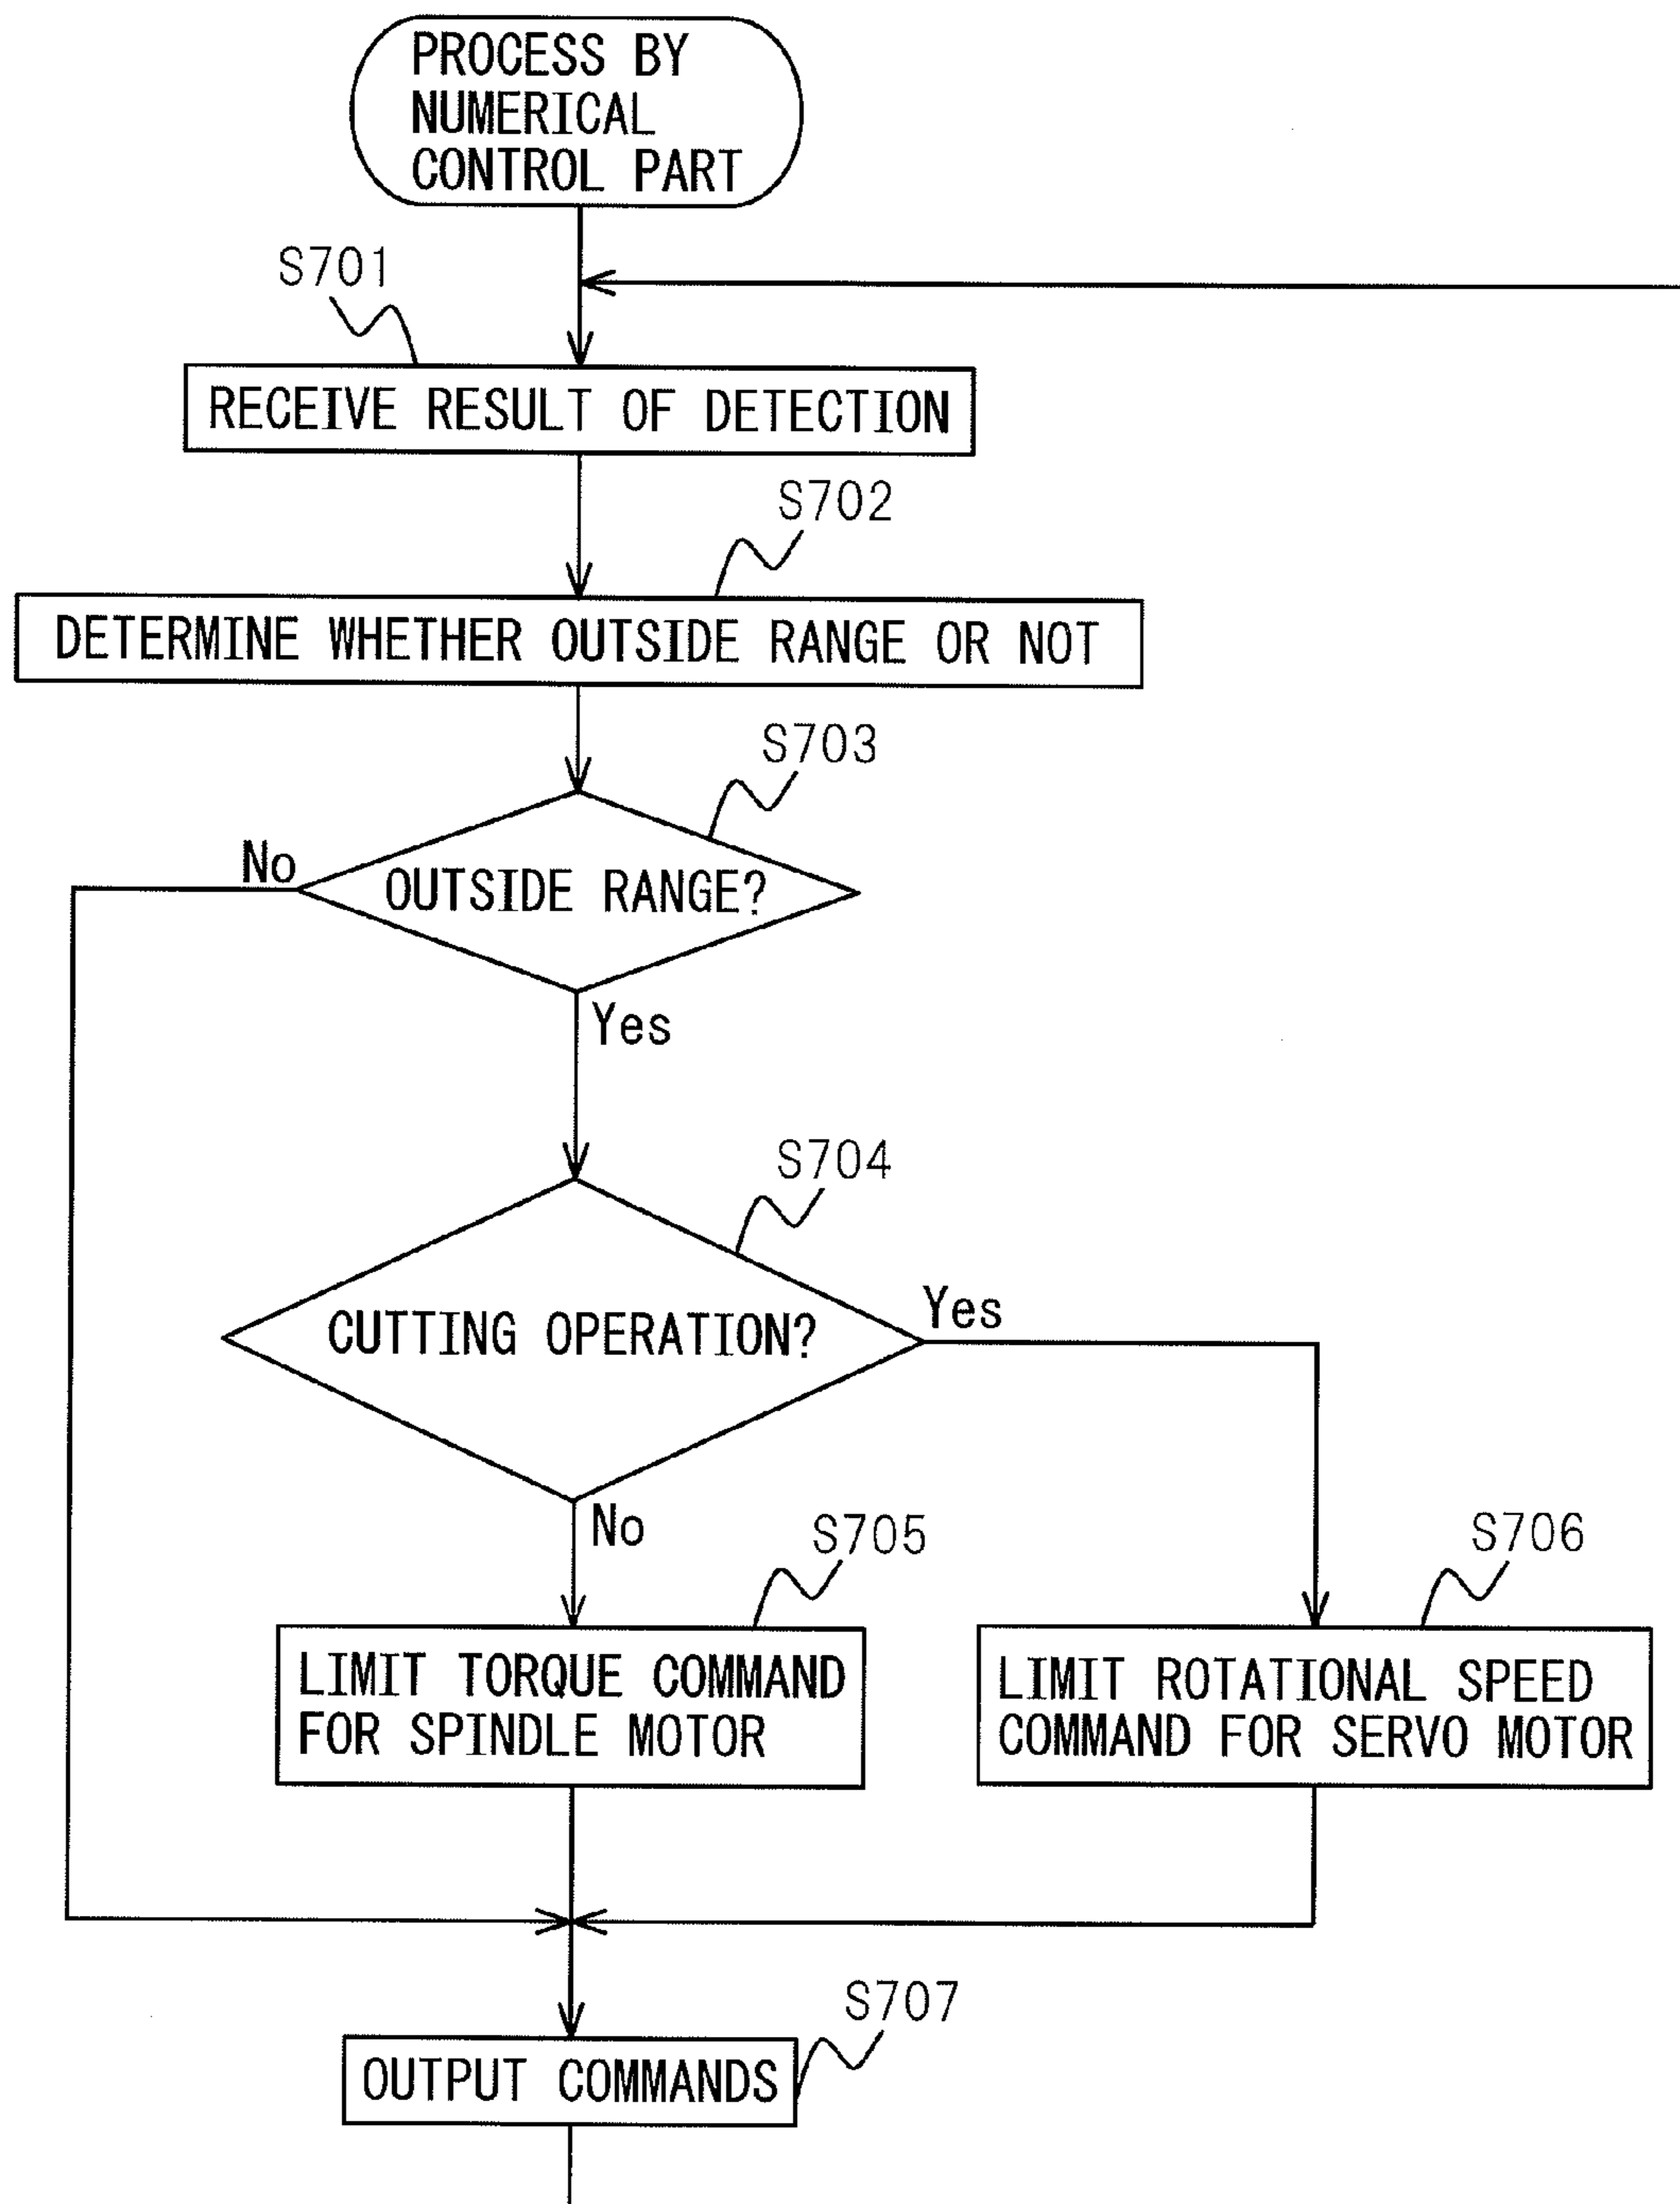 PROCESS BY
NUMERICAL
CONTROL PART
S701
RECEIVE RESULT OF DETECTION
S702
DETERMINE WHETHER OUTSIDE RANGE OR NOT
S703
No
OUTSIDE RANGE?
Yes
S704
CUTTING OPERATION?
Yes
No
S705
S706
LIMIT TORQUE COMMAND
FOR SPINDLE MOTOR
LIMIT ROTATIONAL SPEED
COMMAND FOR SERVO MOTOR
S707
OUTPUT COMMANDS